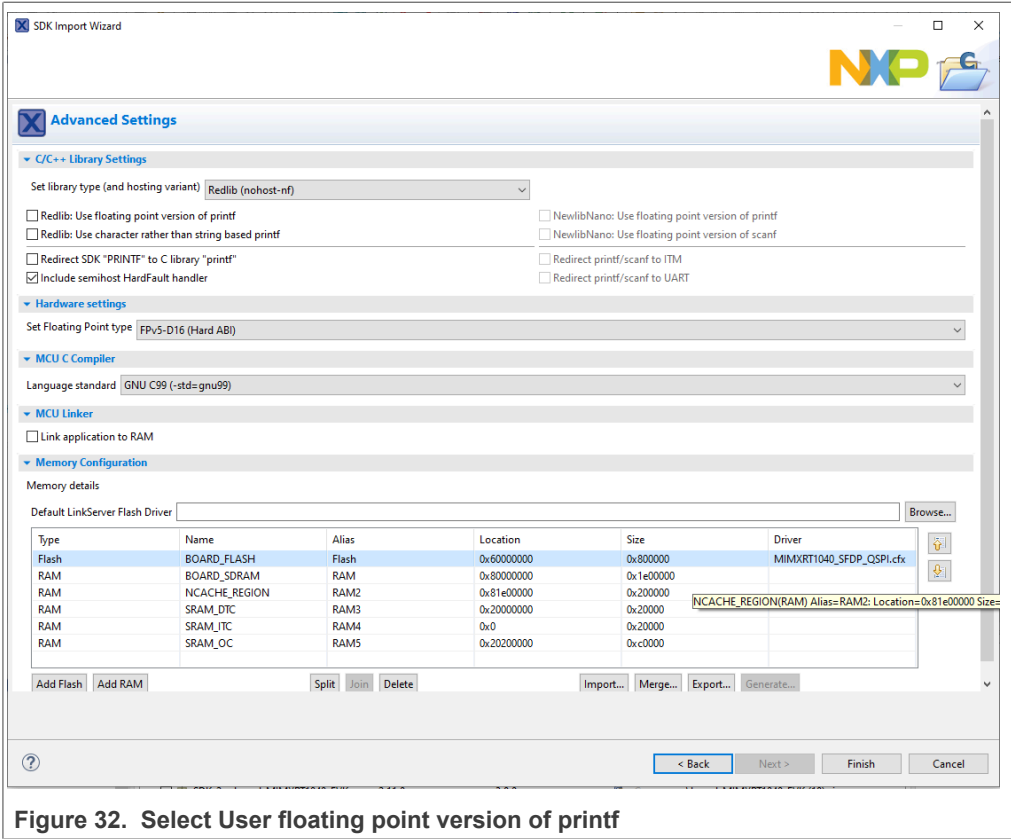 SDK Import Wizard
NXP
C
Advanced Settings
C/C++ Library Settings
Set library type (and hosting variant) Redlib (nohost-nf)
Redlib: Use floating point version of printf NewlibNano: Use floating point version of printf
Redlib: Use character rather than string based printf NewlibNano: Use floating point version of scanf
Redirect SDK "PRINTF" to C library "printf" Redirect printf/scanf to ITM
Include semihost HardFault handler Redirect printf/scanf to UART
Hardware settings
Set Floating Point type FPv5-D16 (Hard ABI)
MCU C Compiler
Language standard GNU C99 (-std=gnu99)
MCU Linker
Link application to RAM
Memory Configuration
Memory details
Default LinkServer Flash Driver Browse...
Type Name Alias Location Size Driver
Flash BOARD_FLASH Flash 0x60000000 0x800000 MIMXRT1040_SFDP_QSPI.cfx
RAM BOARD_SDRAM RAM 0x80000000 0x1e00000
RAM NCACHE_REGION RAM2 0x81e00000 0x200000
NCACHE_REGION(RAM) Alias=RAM2: Location=0x81e00000 Size=
RAM SRAM_DTC RAM3 0x20000000 0x20000
RAM SRAM_ITC RAM4 0x0 0x20000
RAM SRAM_OC RAM5 0x20200000 0xc0000
Add Flash Add RAM Split Join Delete Import... Merge... Export... Generate...
? < Back Next > Finish Cancel
Figure 32. Select User floating point version of printf